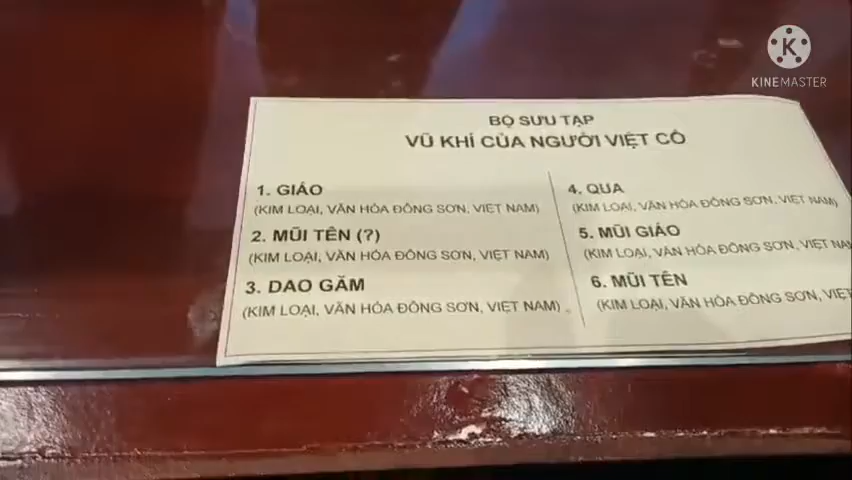 KINEMASTER
BỘ SƯU TẬP
VŨ KHÍ CỦA NGƯỜI VIỆT CỔ
1. GIÁO
(KIM LOẠI, VĂN HÓA ĐÔNG SƠN, VIỆT NAM)
2. MŨI TÊN (?)
(KIM LOẠI, VĂN HÓA ĐÔNG SƠN, VIỆT NAM)
3. DAO GĂM
(KIM LOẠI, VĂN HÓA ĐÔNG SƠN, VIỆT NAM)
4. QUA
(KIM LOẠI, VĂN HÓA ĐÔNG SƠN, VIỆT NAM)
5. MŨI GIÁO
(KIM LOẠI, VĂN HÓA ĐÔNG SƠN, VIỆT NAM
6. MŨI TÊN
(KIM LOẠI, VĂN HÓA ĐÔNG SƠN, VIỆT